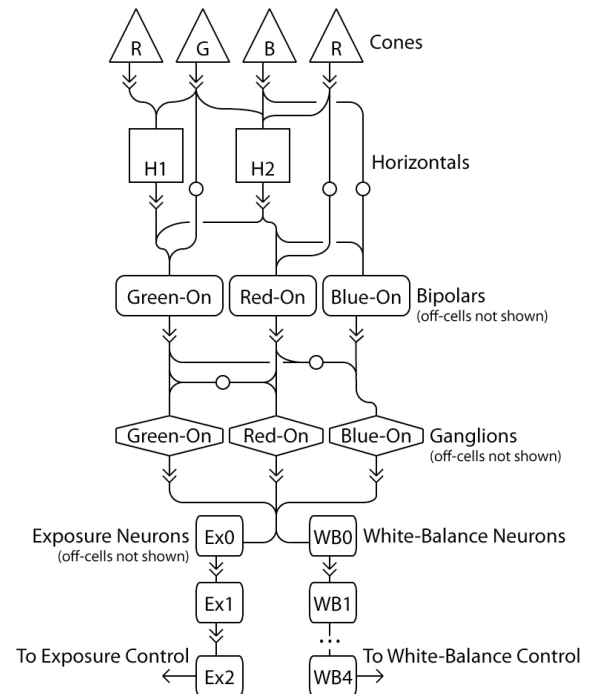 R G B R Cones
H1 H2 Horizontals
Green-On Red-On Blue-On Bipolars
(off-cells not shown)
Green-On Red-On Blue-On Ganglions
(off-cells not shown)
Exposure Neurons Ex0 WB0 White-Balance Neurons
(off-cells not shown)
Ex1 WB1
...
To Exposure Control To White-Balance Control
Ex2 WB4